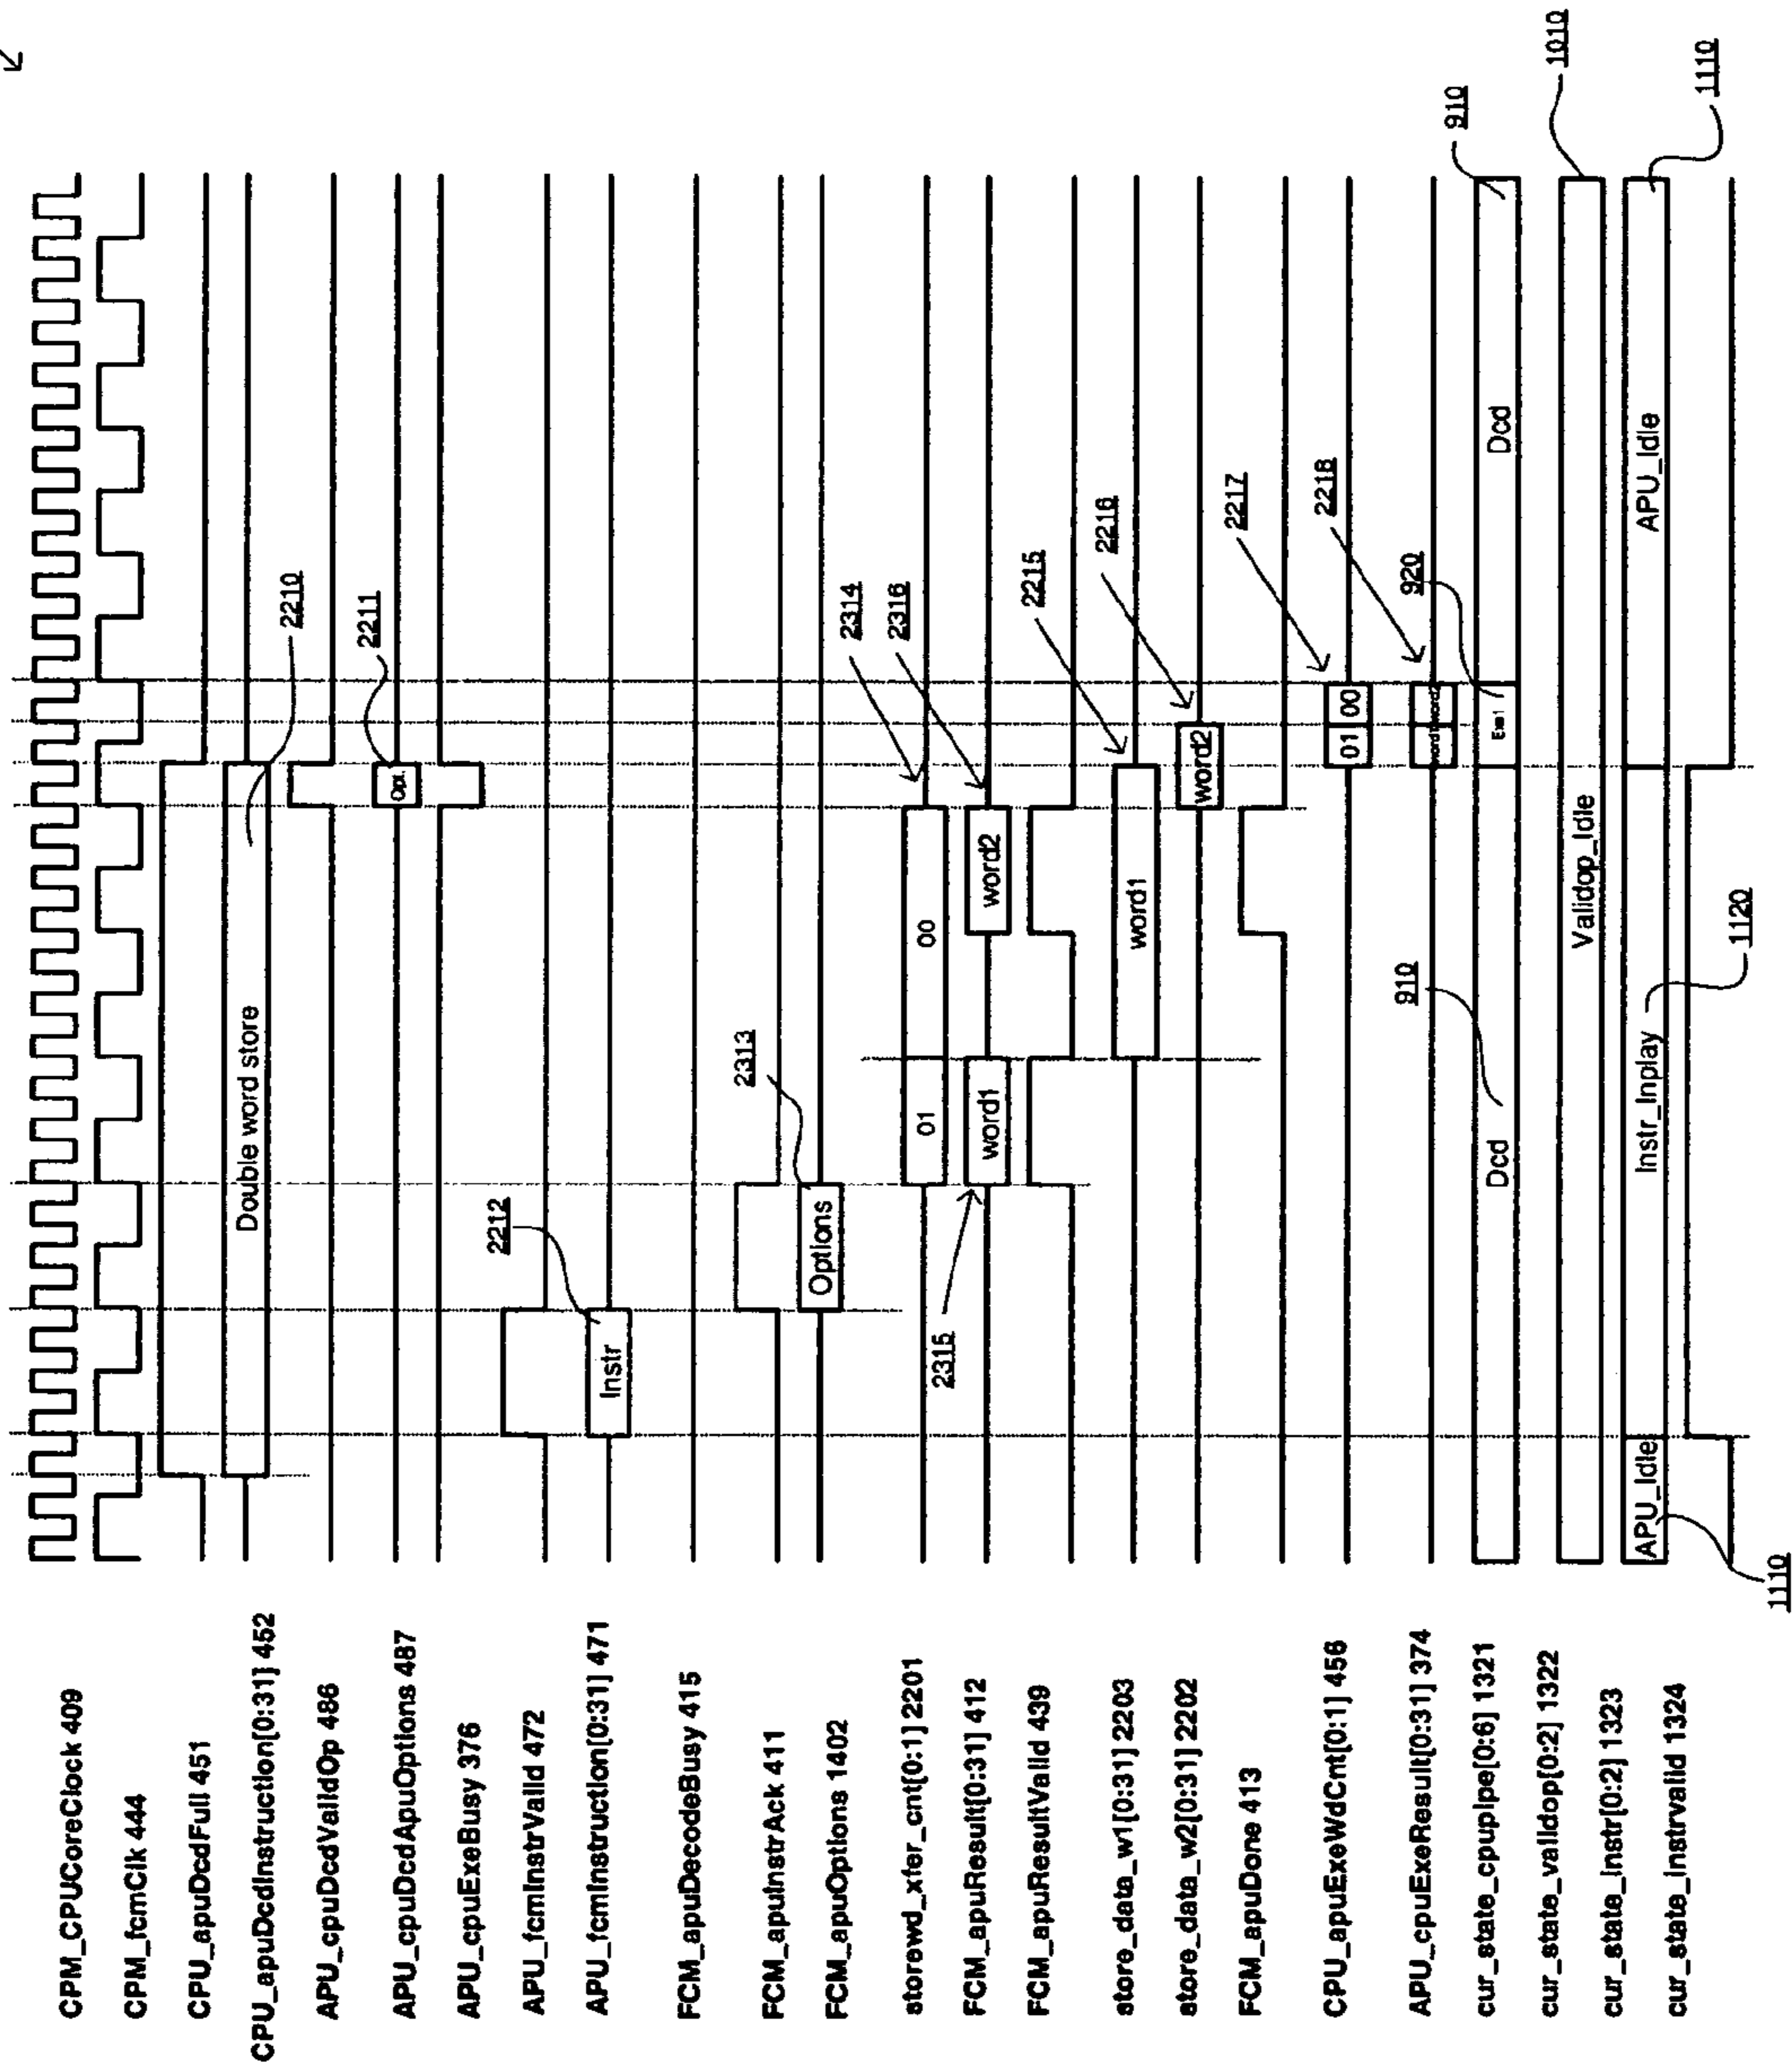 CPM_CPUCoreClock 409
CPM_fcmClk 444
CPU_apuDcdFull 451
CPU_apuDcdInstruction[0:31] 452
Double word store
2210
APU_cpuDcdValidOp 486
APU_cpuDcdApuOptions 487
Opt.
2211
APU_cpuExeBusy 376
APU_fcmInstrValid 472
2212
APU_fcmInstruction[0:31] 471
Instr
FCM_apuDecodeBusy 415
FCM_apuInstrAck 411
2313
FCM_apuOptions 1402
Options
2314
storewd_xfer_cnt[0:1] 2201
01
00
2316
FCM_apuResult[0:31] 412
word1
word2
2315
FCM_apuResultValid 439
2215
store_data_w1[0:31] 2203
word1
2216
store_data_w2[0:31] 2202
word2
FCM_apuDone 413
2217
CPU_apuExeWdCnt[0:1] 456
01 00
2218
APU_cpuExeResult[0:31] 374
word1 word2
910
920
910
cur_state_cpupipe[0:6] 1321
Dcd
Exe1
Dcd
cur_state_validop[0:2] 1322
Validop_Idle
1010
cur_state_instr[0:2] 1323
APU_Idle
Instr_Inplay
APU_Idle
1110
cur_state_instrvalid 1324
1110
1120